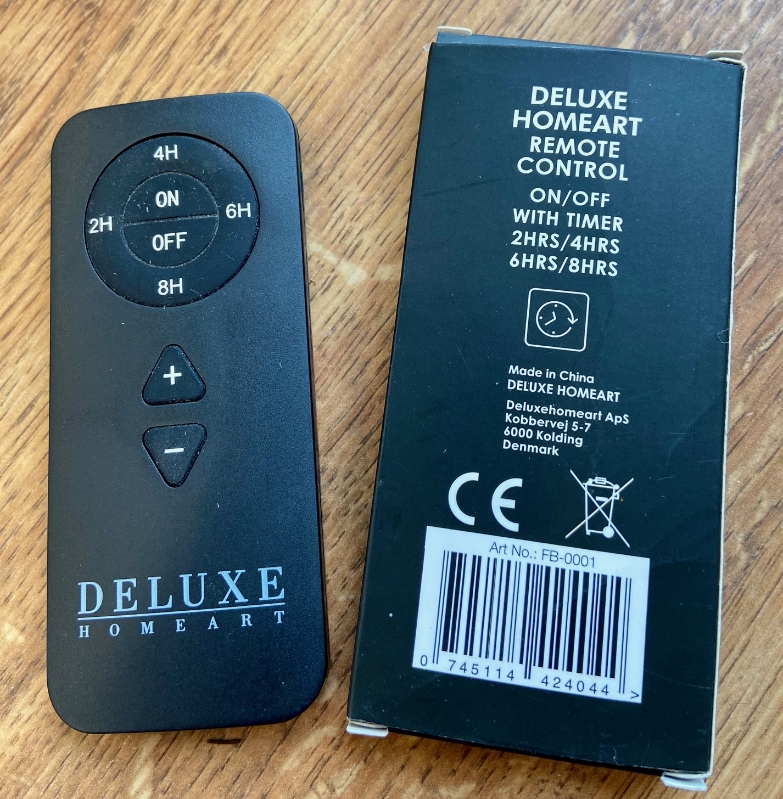 4H
ON
2H
6H
OFF
8H
+
−
DELUXE
HOMEART
DELUXE
HOMEART
REMOTE
CONTROL
ON/OFF
WITH TIMER
2HRS/4HRS
6HRS/8HRS
Made in China
DELUXE HOMEART
Deluxehomeart ApS
Kobbervej 5-7
6000 Kolding
Denmark
CE
Art No.: FB-0001
0 745114 424044 >